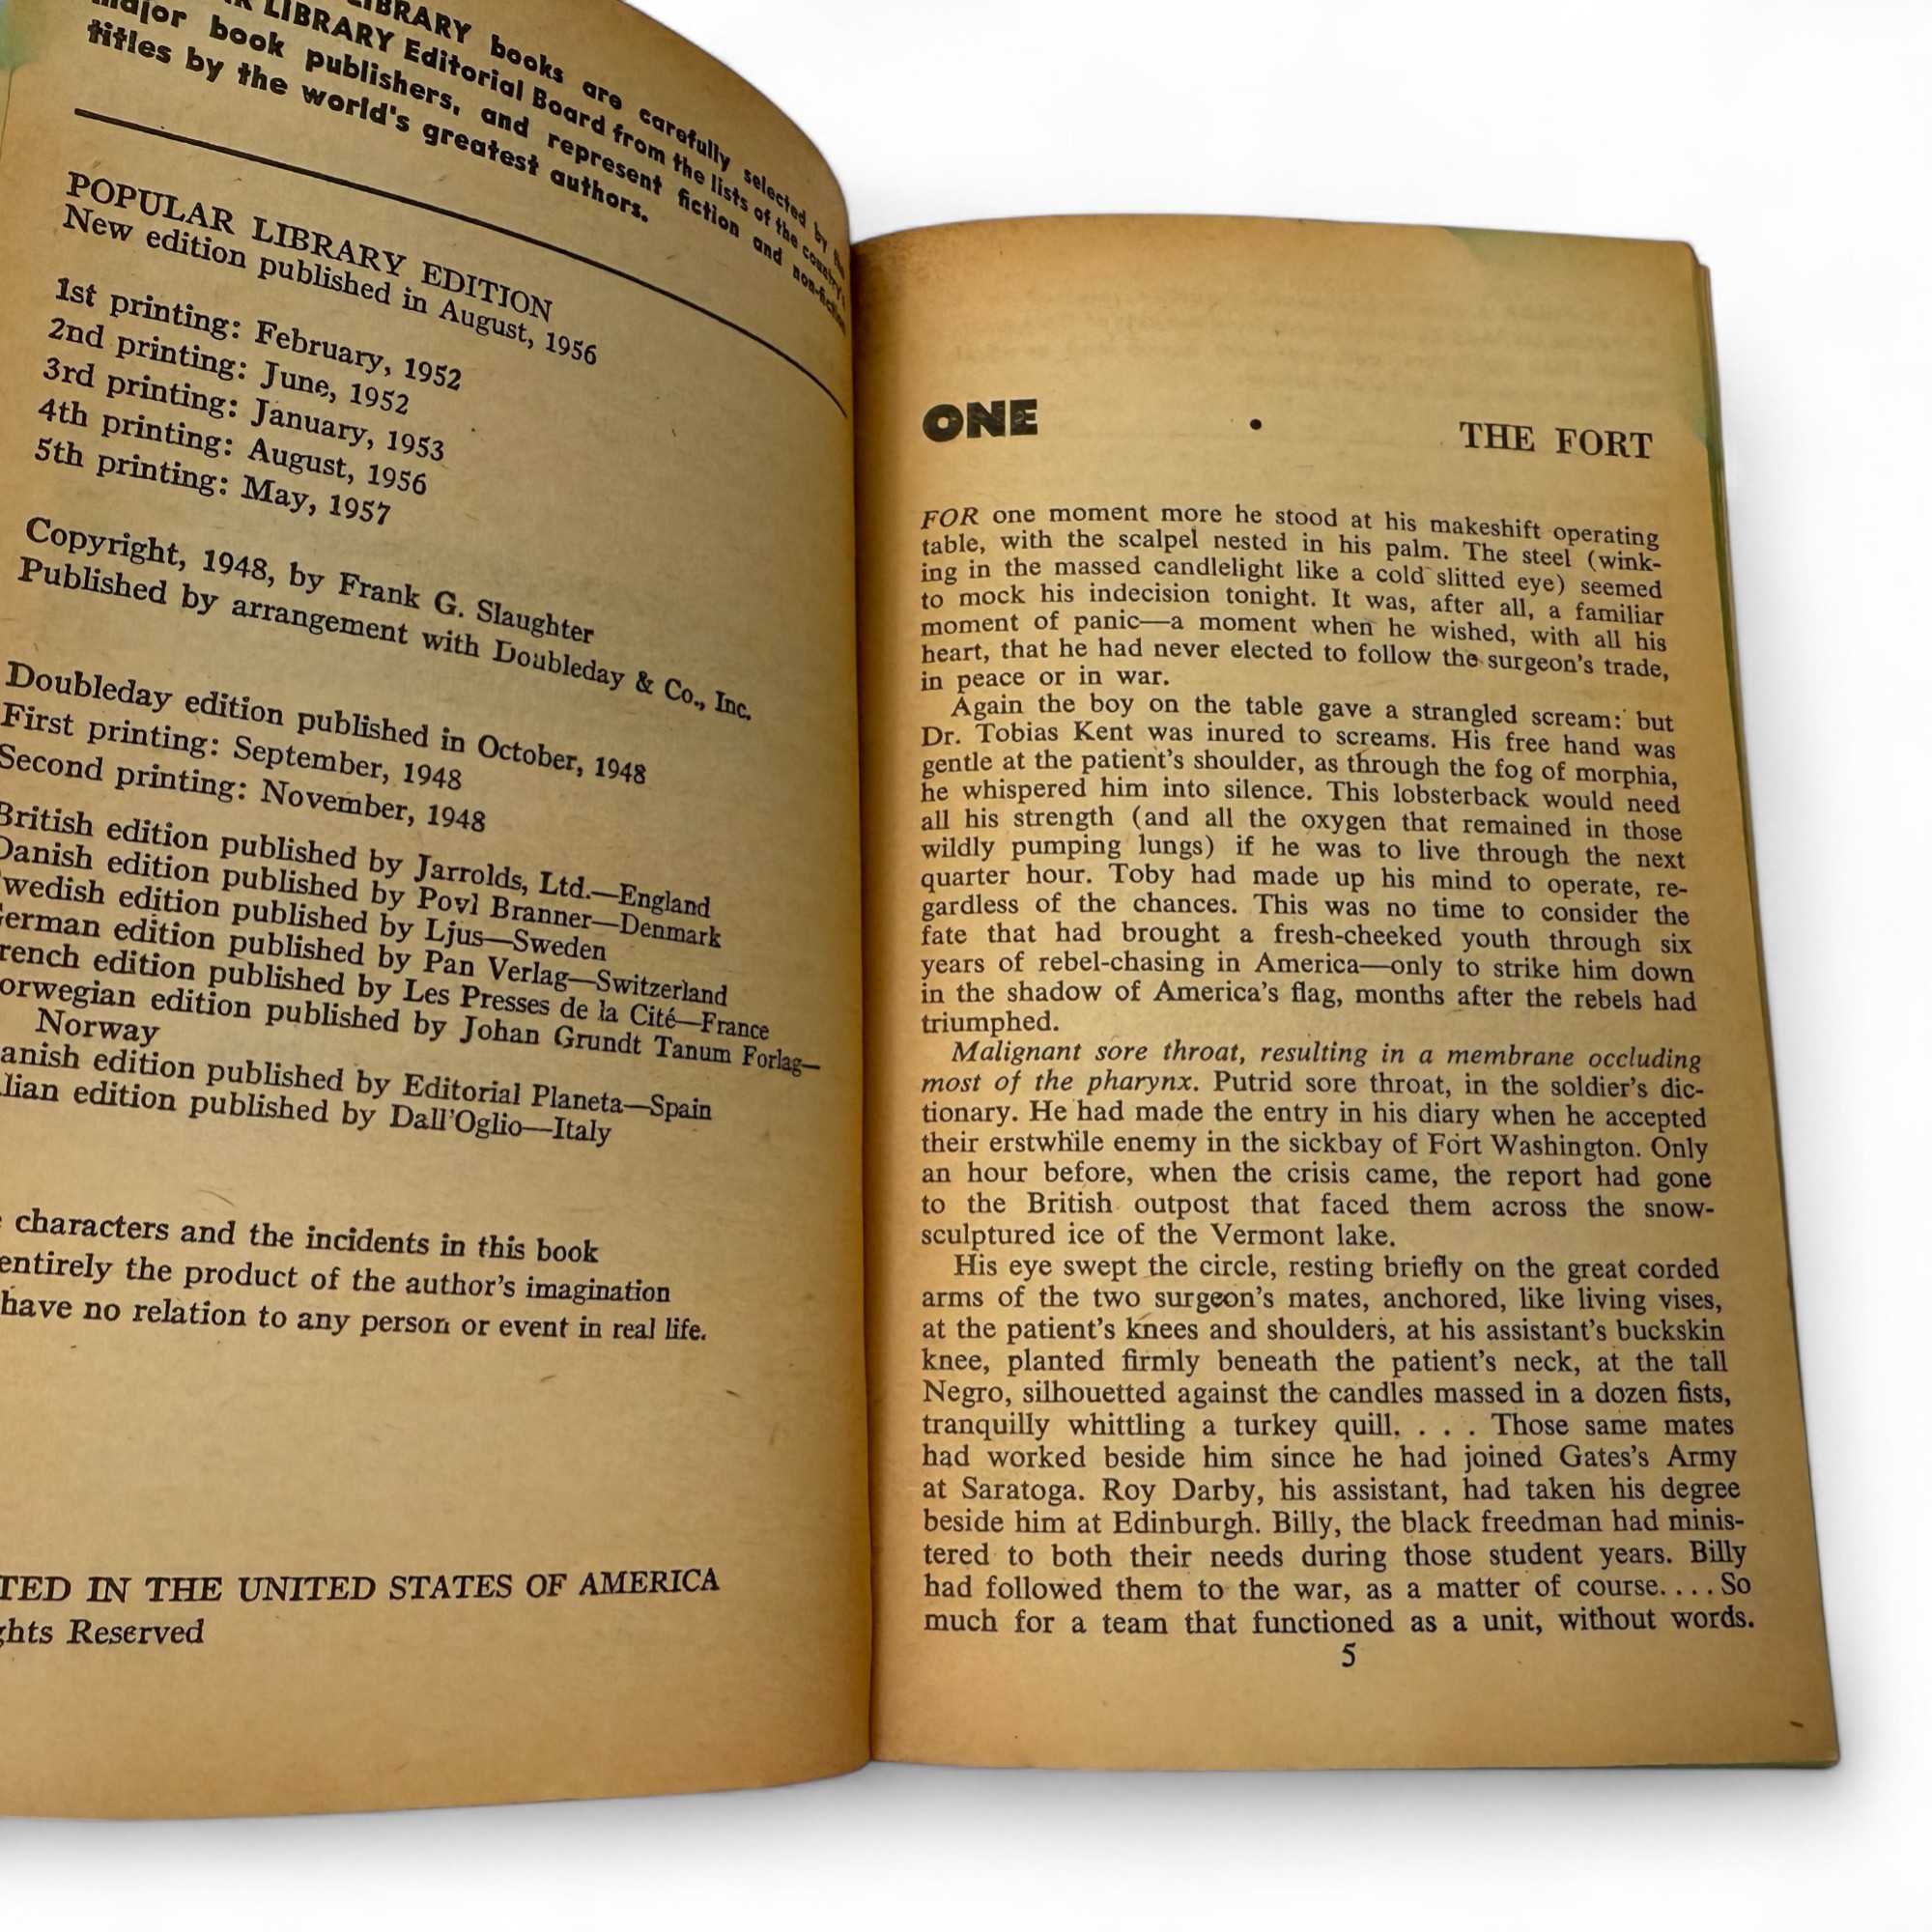 LIBRARY books are carefully selected by the
LIBRARY Editorial Board from the lists of the country's
major book publishers, and represent fiction and non-fiction
titles by the world's greatest authors.
POPULAR LIBRARY EDITION
New edition published in August, 1956
1st printing: February, 1952
2nd printing: June, 1952
3rd printing: January, 1953
4th printing: August, 1956
5th printing: May, 1957
Copyright, 1948, by Frank G. Slaughter
Published by arrangement with Doubleday & Co., Inc.
Doubleday edition published in October, 1948
First printing: September, 1948
Second printing: November, 1948
British edition published by Jarrolds, Ltd.—England
Danish edition published by Povl Branner—Denmark
wedish edition published by Ljus—Sweden
erman edition published by Pan Verlag—Switzerland
rench edition published by Les Presses de la Cité—France
orwegian edition published by Johan Grundt Tanum Forlag—
Norway
anish edition published by Editorial Planeta—Spain
lian edition published by Dall'Oglio—Italy
characters and the incidents in this book
entirely the product of the author's imagination
have no relation to any person or event in real life.
TED IN THE UNITED STATES OF AMERICA
ghts Reserved
ONE • THE FORT
FOR one moment more he stood at his makeshift operating
table, with the scalpel nested in his palm. The steel (wink-
ing in the massed candlelight like a cold slitted eye) seemed
to mock his indecision tonight. It was, after all, a familiar
moment of panic—a moment when he wished, with all his
heart, that he had never elected to follow the surgeon's trade,
in peace or in war.
Again the boy on the table gave a strangled scream: but
Dr. Tobias Kent was inured to screams. His free hand was
gentle at the patient's shoulder, as through the fog of morphia,
he whispered him into silence. This lobsterback would need
all his strength (and all the oxygen that remained in those
wildly pumping lungs) if he was to live through the next
quarter hour. Toby had made up his mind to operate, re-
gardless of the chances. This was no time to consider the
fate that had brought a fresh-cheeked youth through six
years of rebel-chasing in America—only to strike him down
in the shadow of America's flag, months after the rebels had
triumphed.
Malignant sore throat, resulting in a membrane occluding
most of the pharynx. Putrid sore throat, in the soldier's dic-
tionary. He had made the entry in his diary when he accepted
their erstwhile enemy in the sickbay of Fort Washington. Only
an hour before, when the crisis came, the report had gone
to the British outpost that faced them across the snow-
sculptured ice of the Vermont lake.
His eye swept the circle, resting briefly on the great corded
arms of the two surgeon's mates, anchored, like living vises,
at the patient's knees and shoulders, at his assistant's buckskin
knee, planted firmly beneath the patient's neck, at the tall
Negro, silhouetted against the candles massed in a dozen fists,
tranquilly whittling a turkey quill. . . . Those same mates
had worked beside him since he had joined Gates's Army
at Saratoga. Roy Darby, his assistant, had taken his degree
beside him at Edinburgh. Billy, the black freedman had minis-
tered to both their needs during those student years. Billy
had followed them to the war, as a matter of course. . . . So
much for a team that functioned as a unit, without words.
5